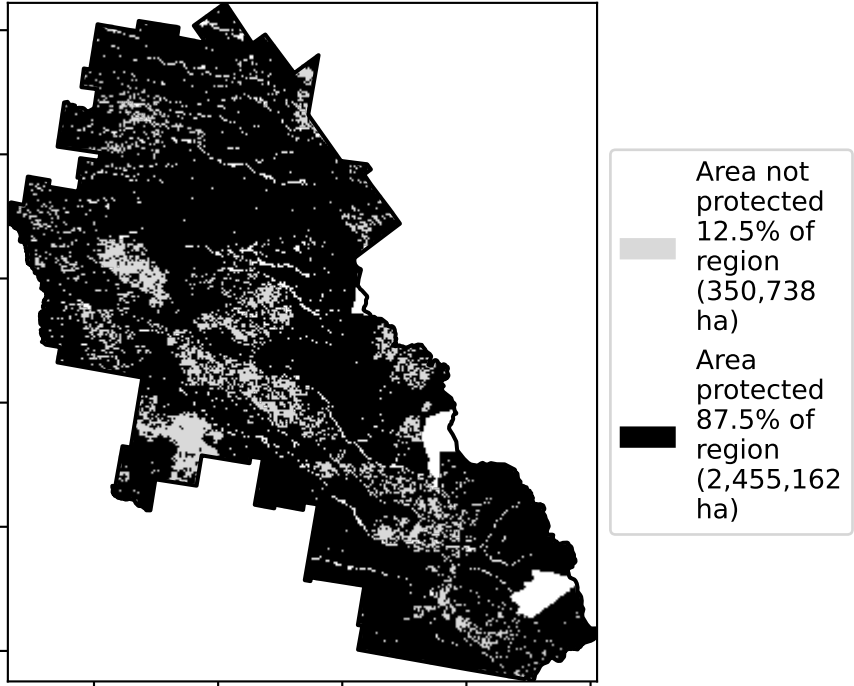 Area not
protected
12.5% of
region
(350,738
ha)
Area
protected
87.5% of
region
(2,455,162
ha)